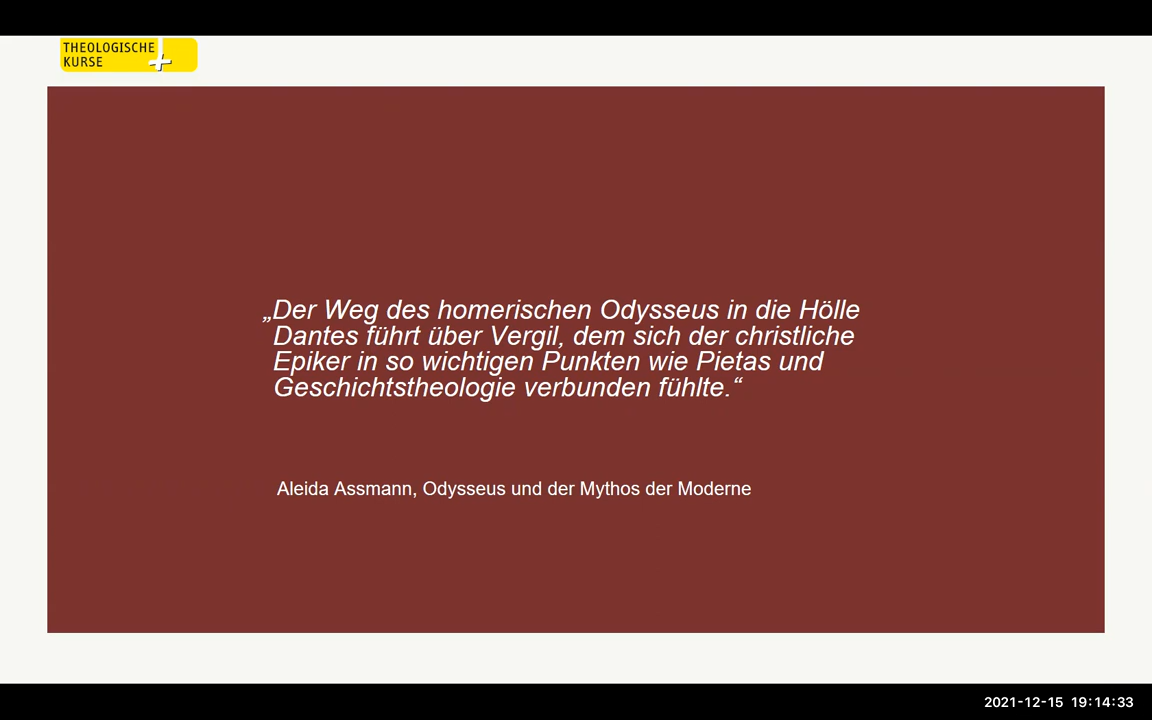 THEOLOGISCHE
KURSE
„Der Weg des homerischen Odysseus in die Hölle
Dantes führt über Vergil, dem sich der christliche
Epiker in so wichtigen Punkten wie Pietas und
Geschichtstheologie verbunden fühlte.“
Aleida Assmann, Odysseus und der Mythos der Moderne
2021-12-15 19:14:33